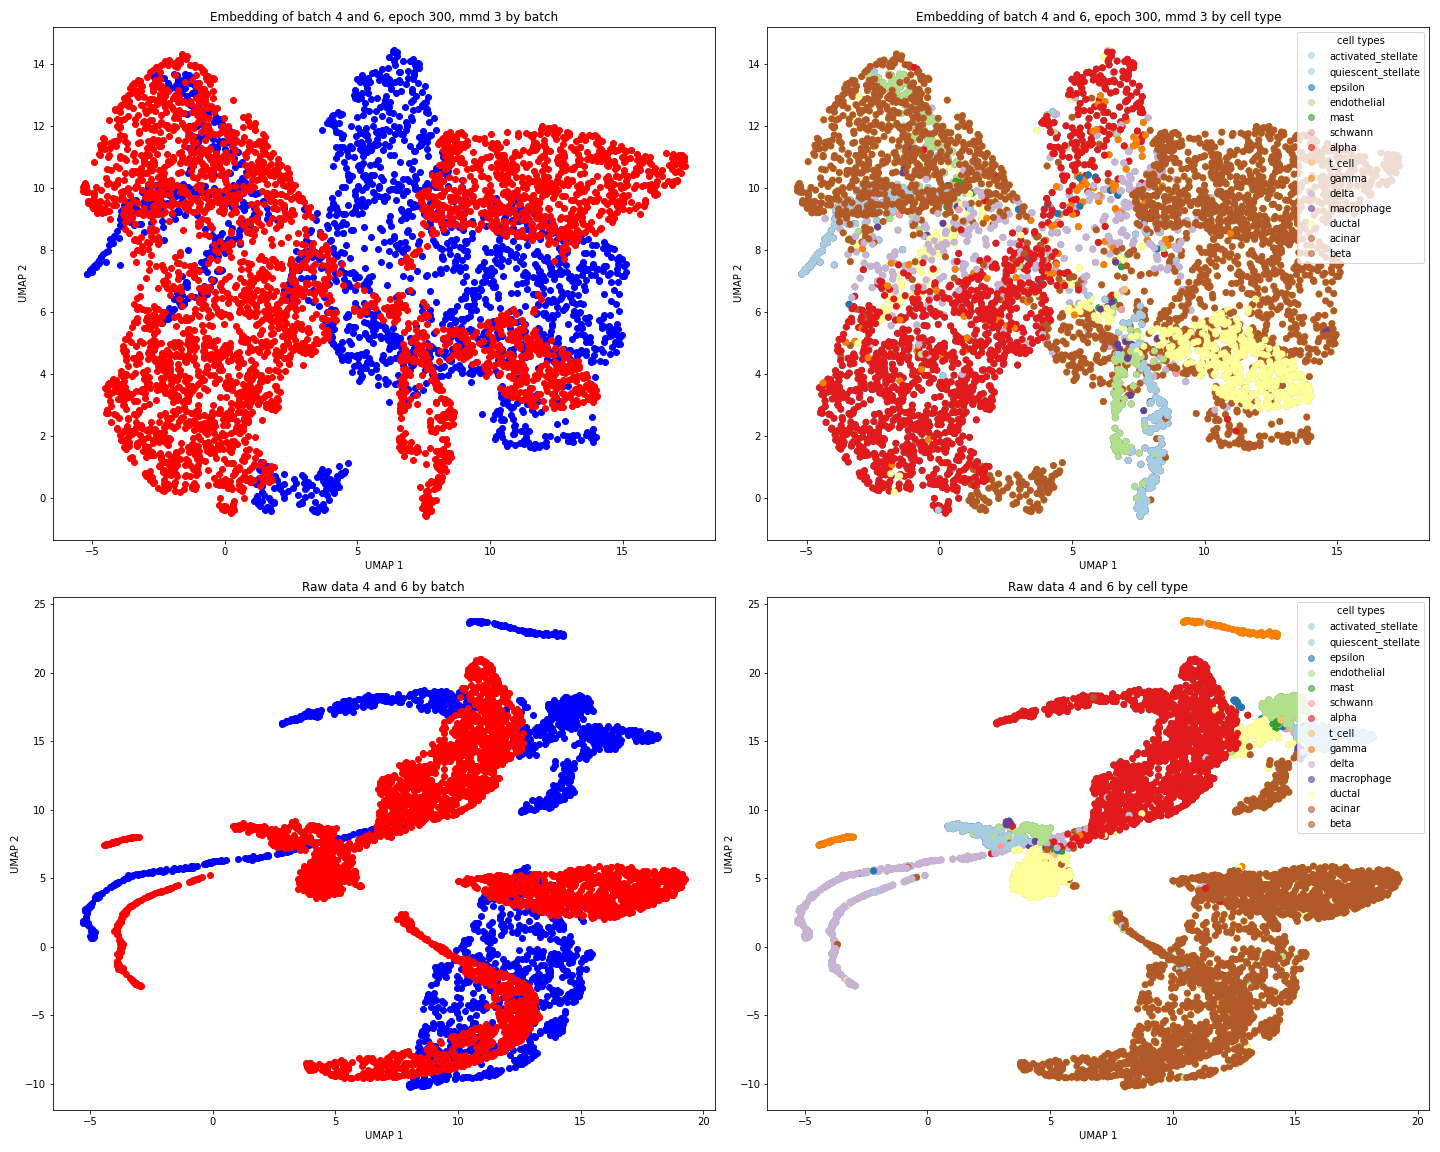 Embedding of batch 4 and 6, epoch 300, mmd 3 by batch
14
12
10
8
6
4
2
0
UMAP 2
−5
0
5
10
15
UMAP 1
Embedding of batch 4 and 6, epoch 300, mmd 3 by cell type
14
12
10
8
6
4
2
0
UMAP 2
−5
0
5
10
15
UMAP 1
cell types
activated_stellate
quiescent_stellate
epsilon
endothelial
mast
schwann
alpha
t_cell
gamma
delta
macrophage
ductal
acinar
beta
Raw data 4 and 6 by batch
25
20
15
10
5
0
−5
−10
UMAP 2
−5
0
5
10
15
20
UMAP 1
Raw data 4 and 6 by cell type
25
20
15
10
5
0
−5
−10
UMAP 2
−5
0
5
10
15
20
UMAP 1
cell types
activated_stellate
quiescent_stellate
epsilon
endothelial
mast
schwann
alpha
t_cell
gamma
delta
macrophage
ductal
acinar
beta